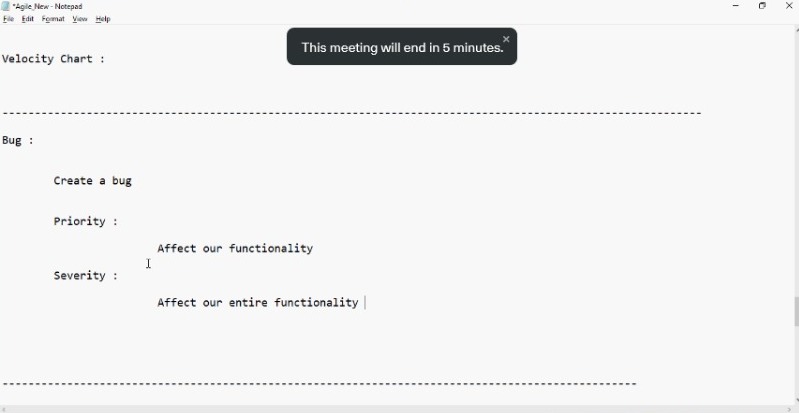 *Agile_New - Notepad
File Edit Format View Help
This meeting will end in 5 minutes.
Velocity Chart :
--------------------------------------------------------------------------------------------------------------
Bug :
Create a bug
Priority :
Affect our functionality
Severity :
Affect our entire functionality
----------------------------------------------------------------------------------------------------